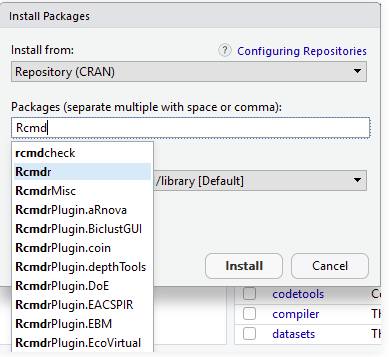 Install Packages
Install from:
? Configuring Repositories
Repository (CRAN)
Packages (separate multiple with space or comma):
Rcmd
rcmdcheck
Rcmdr
RcmdrMisc
/library [Default]
RcmdrPlugin.aRnova
RcmdrPlugin.BiclustGUI
RcmdrPlugin.coin
RcmdrPlugin.depthTools
Install
Cancel
RcmdrPlugin.DoE
codetools
RcmdrPlugin.EACSPIR
compiler
TH
RcmdrPlugin.EBM
datasets
TH
RcmdrPlugin.EcoVirtual